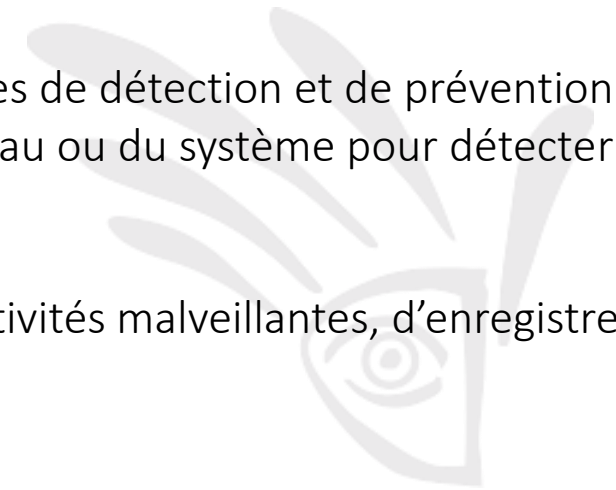 es de détection et de prévention
au ou du système pour détecter
tivités malveillantes, d’enregistre